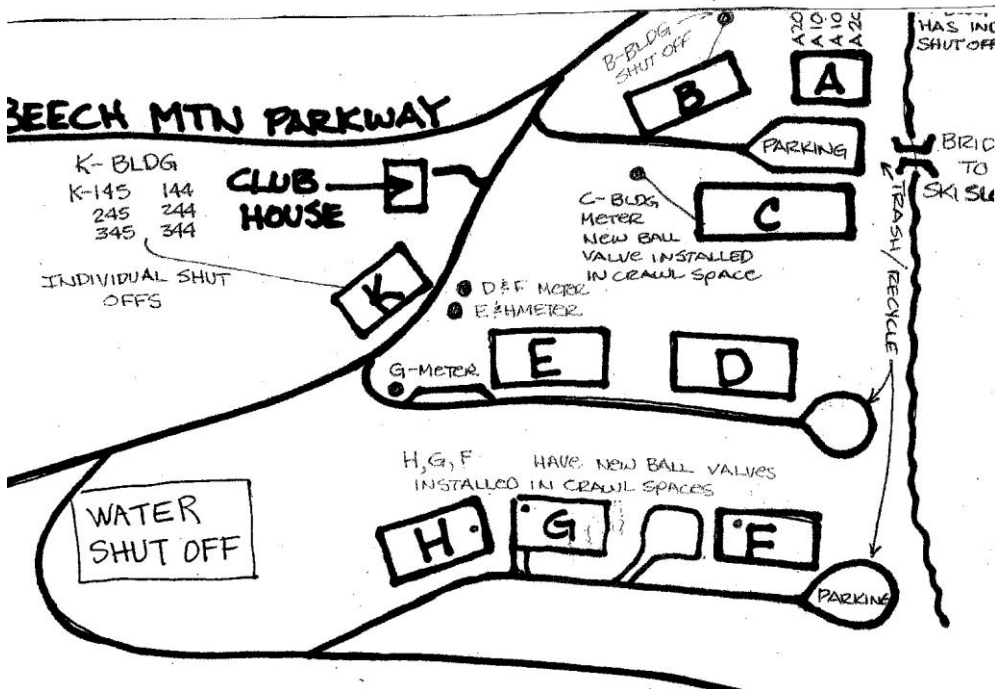 B-BLDG
SHUT OFF
A20
A10
A10
A20
HAS IND
SHUT OFF
B
A
BEECH MTN PARKWAY
PARKING
BRID
TO
SKI SLO
K-BLDG
K-145 144
245 244
345 344
CLUB
HOUSE
INDIVIDUAL SHUT
OFFS
C-BLDG
METER
NEW BALL
VALVE INSTALLED
IN CRAWL SPACE
C
TRASH/RECYCLE
K
D&F METER
E&H METER
G-METER
E
D
H, G, F HAVE NEW BALL VALVES
INSTALLED IN CRAWL SPACES
WATER
SHUT OFF
H
G
F
PARKING